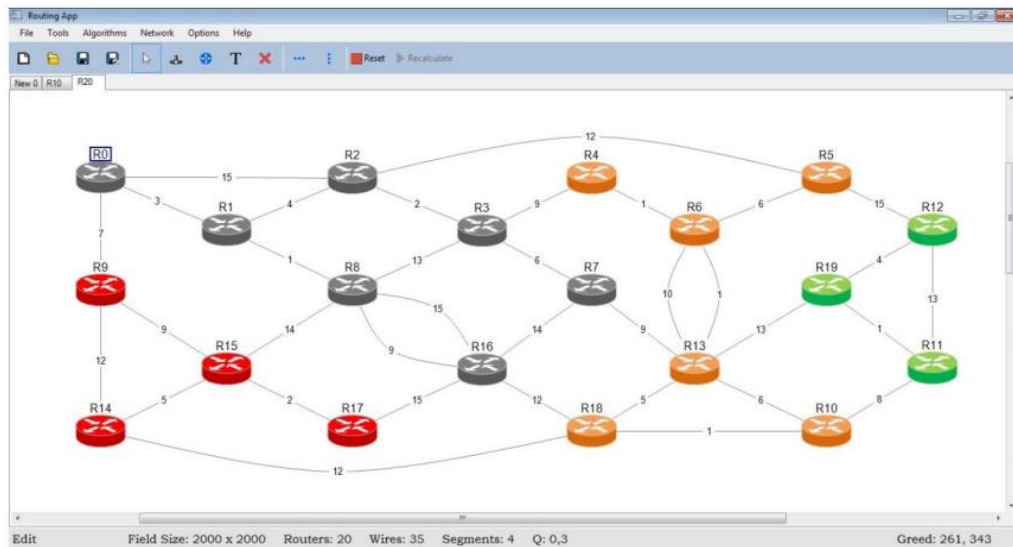 Routing App
File Tools Algorithms Network Options Help
T Reset Recalculate
New 0 R10 R20
12
R0 R2 R4 R5
15
3 4 2 9 1 6 15
R1 R3 R6 R12
7 1 13 6 4
R9 R8 R7 R19
15 10 1 13
9 14 9 14 9 13 1
R15 R16 R13 R11
12
5 2 15 12 5 6 8
R14 R17 R18 R10
1
12
Edit Field Size: 2000 x 2000 Routers: 20 Wires: 35 Segments: 4 Q: 0,3 Greed: 261, 343